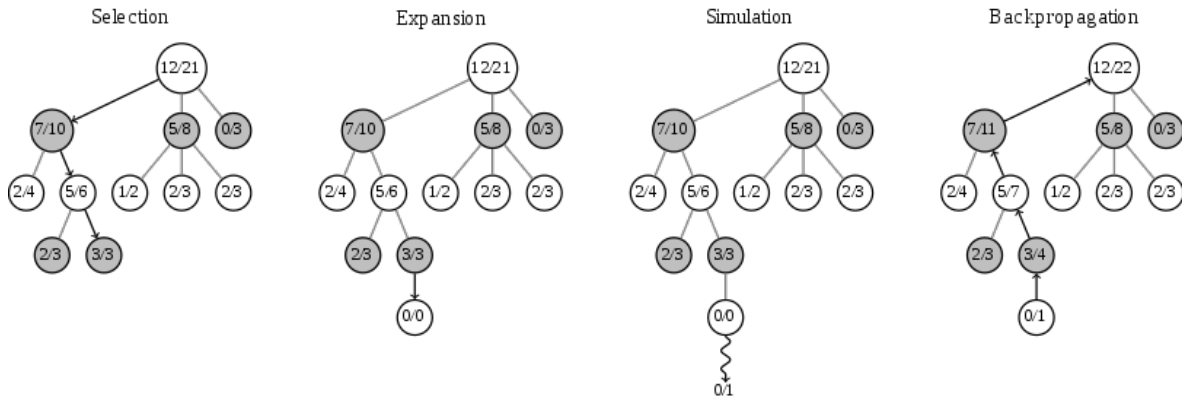 Selection Expansion Simulation Backpropagation
12/21 12/21 12/21 12/22
7/10 5/8 0/3 7/10 5/8 0/3 7/10 5/8 0/3 7/11 5/8 0/3
2/4 5/6 1/2 2/3 2/3 2/4 5/6 1/2 2/3 2/3 2/4 5/6 1/2 2/3 2/3 2/4 5/7 1/2 2/3 2/3
2/3 3/3 2/3 3/3 2/3 3/3 2/3 3/4
0/0 0/0 0/1
0/1